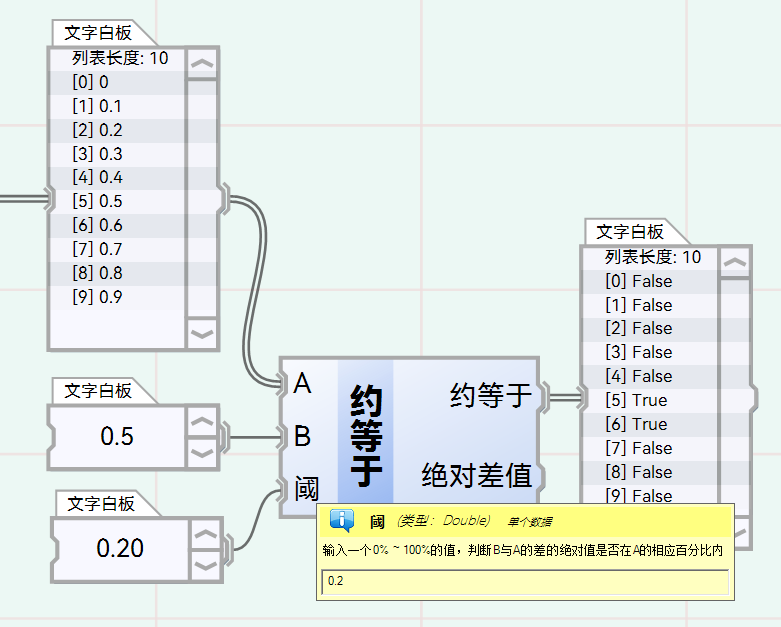 文字白板
列表长度: 10
[0] 0
[1] 0.1
[2] 0.2
[3] 0.3
[4] 0.4
[5] 0.5
[6] 0.6
[7] 0.7
[8] 0.8
[9] 0.9
文字白板
0.5
文字白板
0.20
A
B
阈
约等于
约等于
绝对差值
文字白板
列表长度: 10
[0] False
[1] False
[2] False
[3] False
[4] False
[5] True
[6] True
[7] False
[8] False
[9] False
阈 (类型: Double) 单个数据
输入一个0% ~ 100%的值，判断B与A的差的绝对值是否在A的相应百分比内
0.2